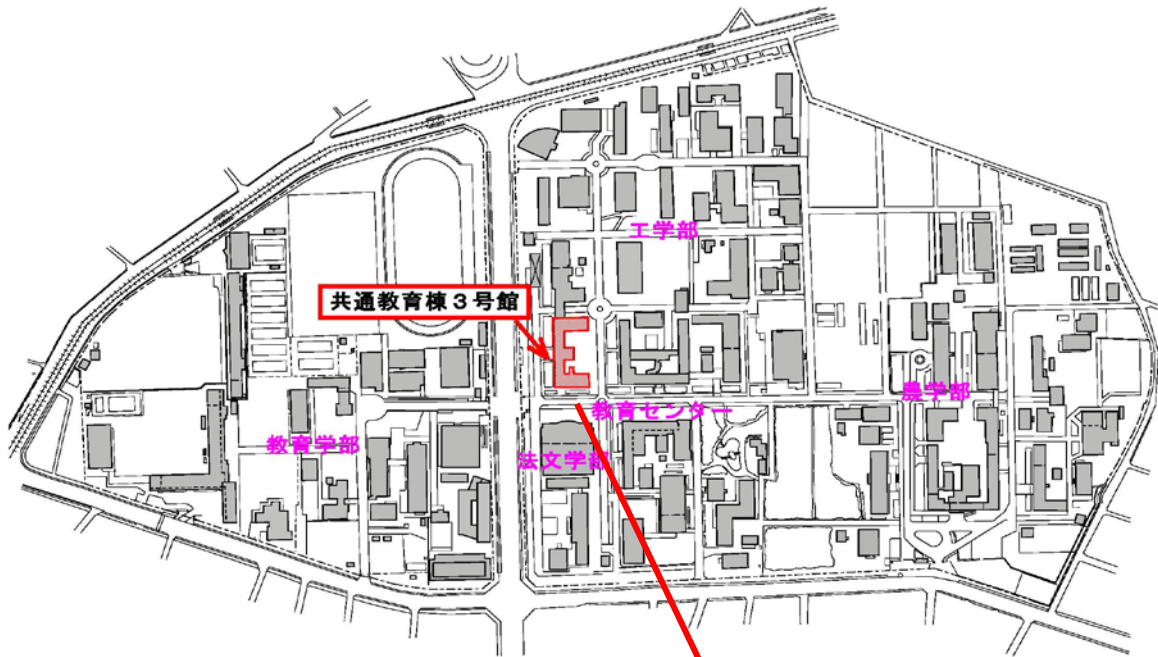 工学部
共通教育棟３号館
教育センター
農学部
教育学部
法文学部